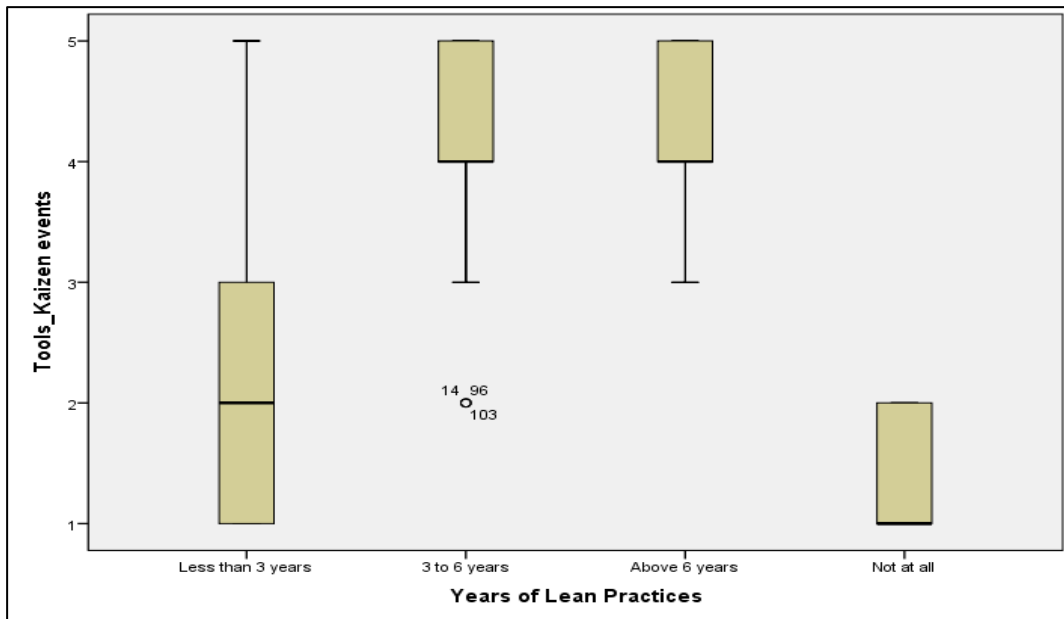 Tools_Kaizen events
5
4
3
2
1
14 96
103
Less than 3 years
3 to 6 years
Above 6 years
Not at all
Years of Lean Practices